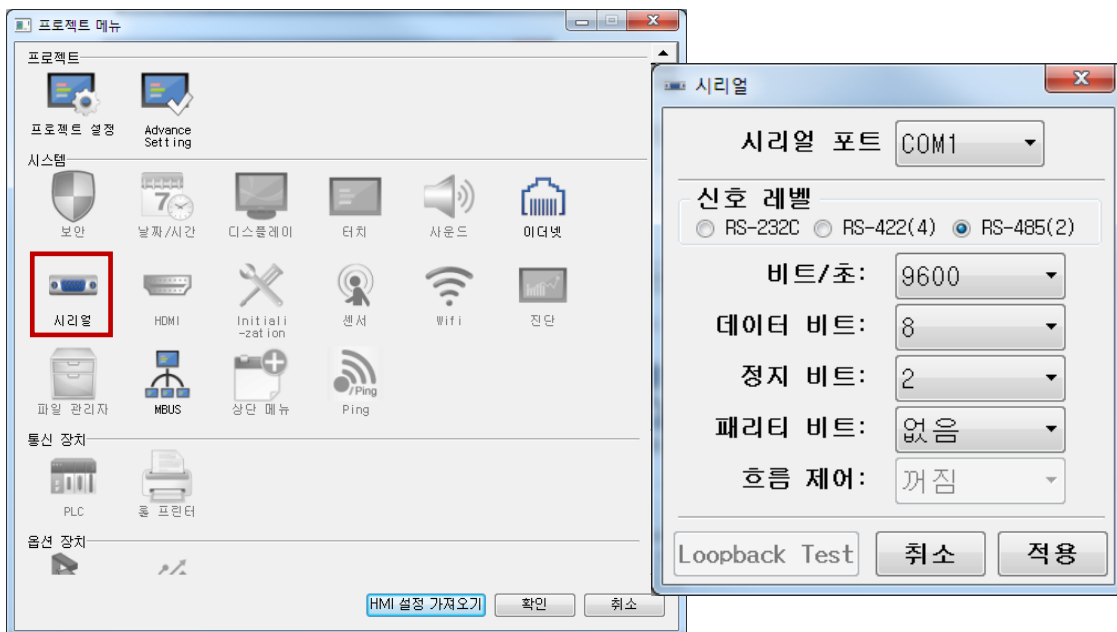 프로젝트 메뉴
프로젝트
프로젝트 설정
Advance
Setting
시스템
보안
7
날짜/시간
디스플레이
터치
사운드
이더넷
시리얼
HDMI
Initiali
-zation
센서
Wifi
진단
파일 관리자
MBUS
상단 메뉴
/Ping
Ping
통신 장치
PLC
롤 프린터
옵션 장치
HMI 설정 가져오기
확인
취소
시리얼
시리얼 포트
COM1
신호 레벨
RS-232C
RS-422(4)
RS-485(2)
비트/초: 9600
데이터 비트: 8
정지 비트: 2
패리티 비트: 없음
흐름 제어: 꺼짐
Loopback Test
취소
적용